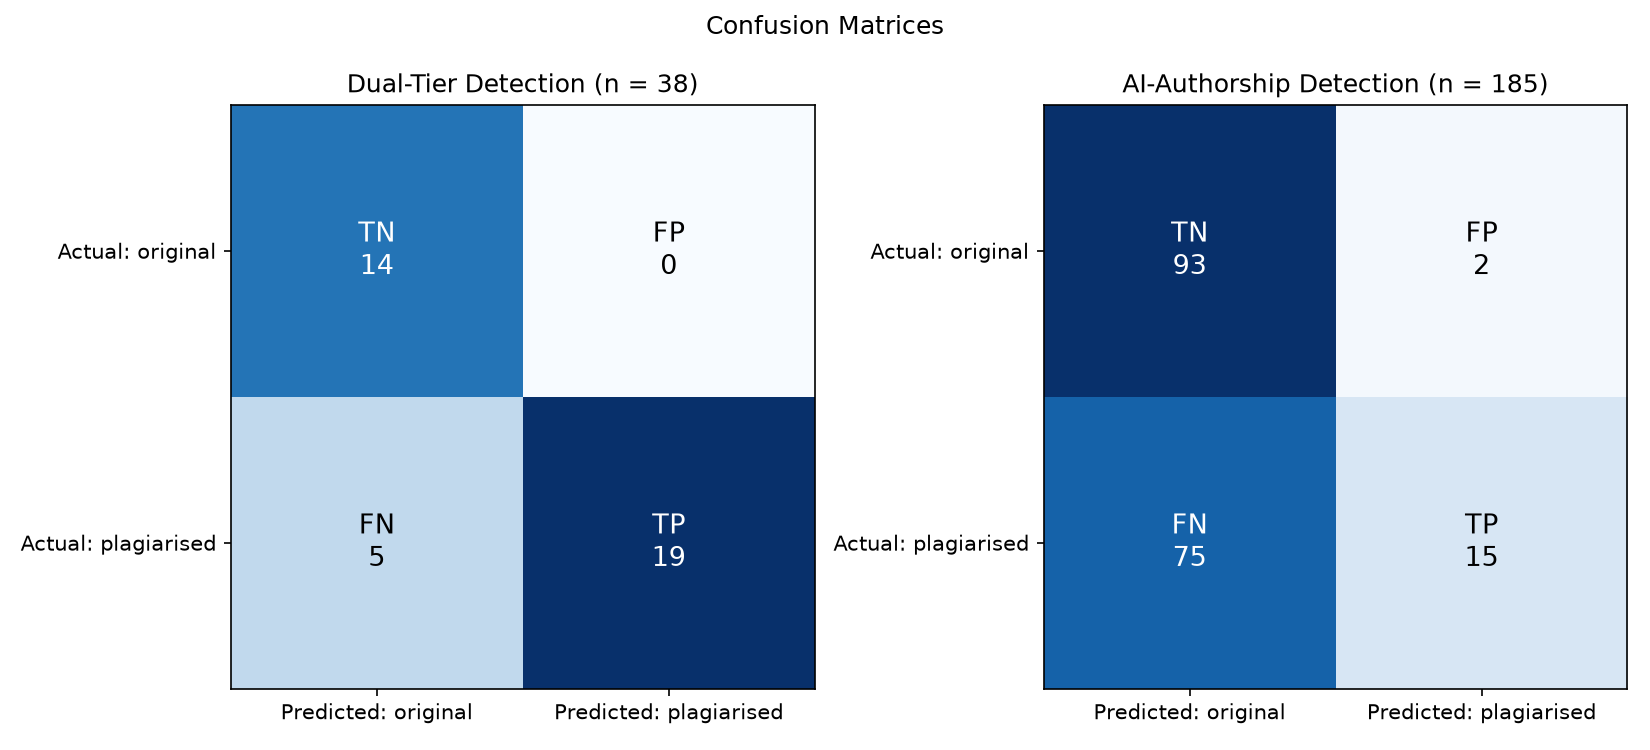 Confusion Matrices
Dual-Tier Detection (n = 38)
Actual: original
TN
14
FP
0
Actual: plagiarised
FN
5
TP
19
Predicted: original
Predicted: plagiarised
AI-Authorship Detection (n = 185)
Actual: original
TN
93
FP
2
Actual: plagiarised
FN
75
TP
15
Predicted: original
Predicted: plagiarised